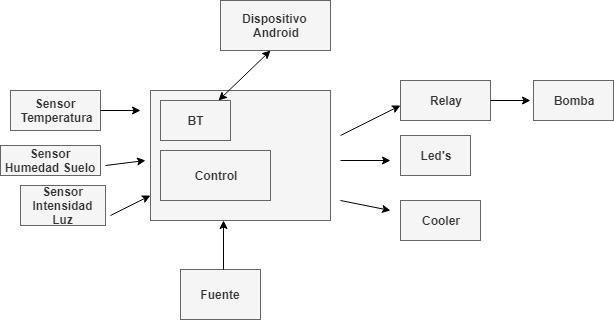 Dispositivo
Android
Sensor
Temperatura
BT
Relay
Bomba
Sensor
Humedad Suelo
Led's
Control
Sensor
Intensidad
Luz
Cooler
Fuente